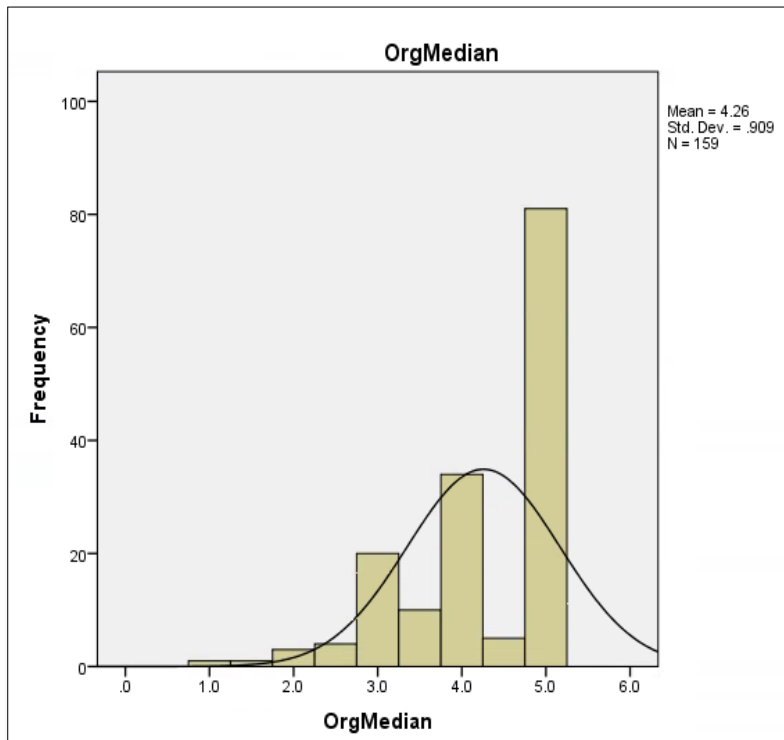 OrgMedian
Mean = 4.26
Std. Dev. = .909
N = 159
100
80
60
40
20
0
Frequency
.0 1.0 2.0 3.0 4.0 5.0 6.0
OrgMedian